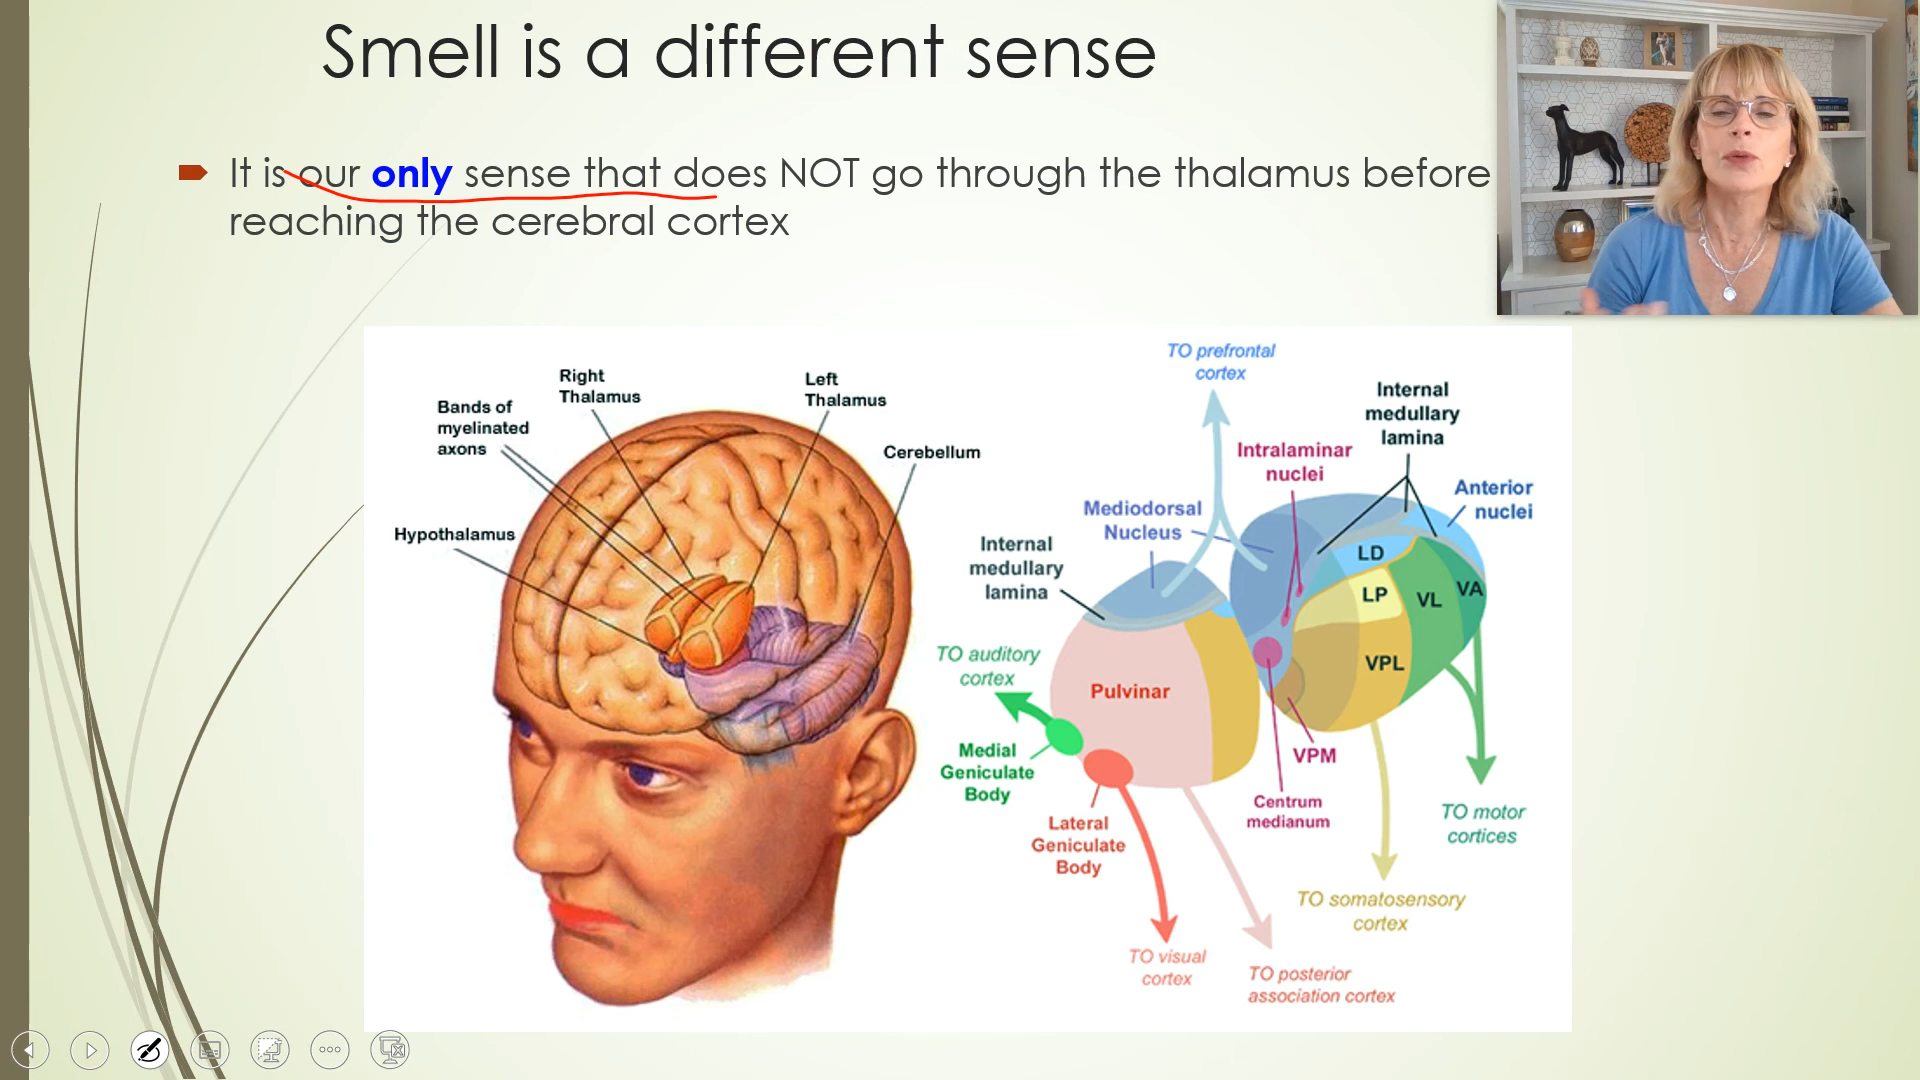 Smell is a different sense
It is our only sense that does NOT go through the thalamus before
reaching the cerebral cortex
Right
Thalamus
Left
Thalamus
Bands of
myelinated
axons
Cerebellum
Hypothalamus
TO prefrontal
cortex
Internal
medullary
lamina
Intralaminar
nuclei
Anterior
nuclei
Mediodorsal
Nucleus
Internal
medullary
lamina
LD
LP
VL
VA
VPL
TO auditory
cortex
Pulvinar
Medial
Geniculate
Body
VPM
Centrum
medianum
Lateral
Geniculate
Body
TO motor
cortices
TO somatosensory
cortex
TO visual
cortex
TO posterior
association cortex